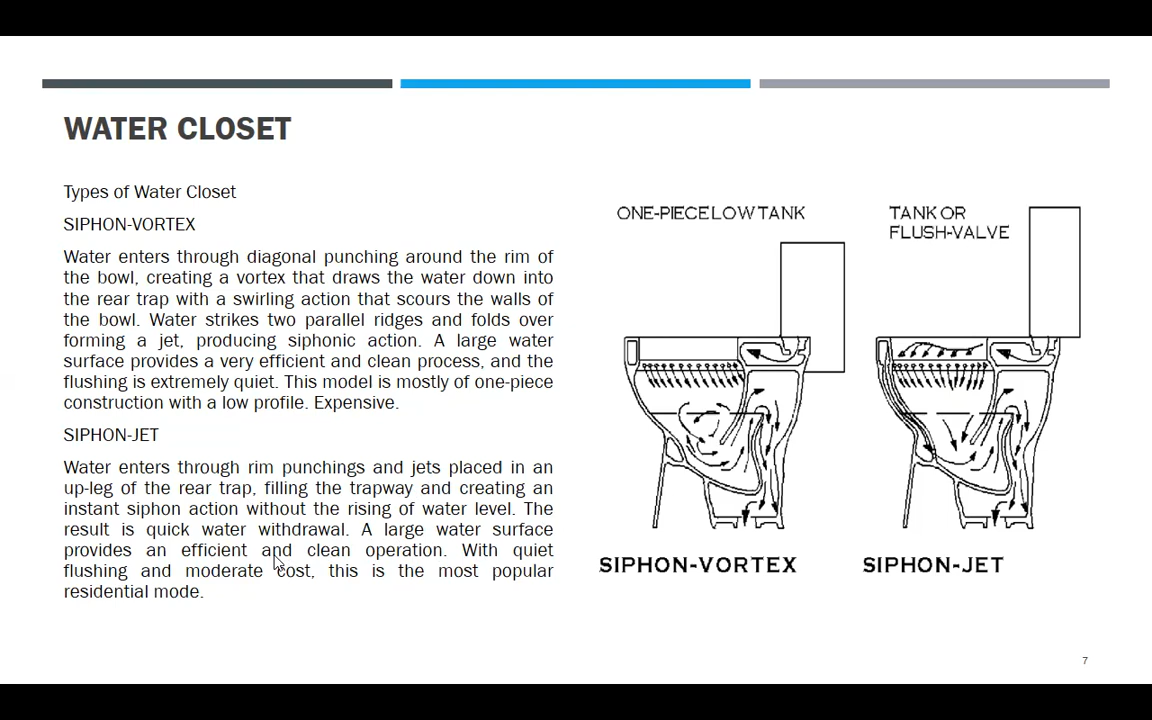 WATER CLOSET
Types of Water Closet
SIPHON-VORTEX
Water enters through diagonal punching around the rim of
the bowl, creating a vortex that draws the water down into
the rear trap with a swirling action that scours the walls of
the bowl. Water strikes two parallel ridges and folds over
forming a jet, producing siphonic action. A large water
surface provides a very efficient and clean process, and the
flushing is extremely quiet. This model is mostly of one-piece
construction with a low profile. Expensive.
SIPHON-JET
Water enters through rim punchings and jets placed in an
up-leg of the rear trap, filling the trapway and creating an
instant siphon action without the rising of water level. The
result is quick water withdrawal. A large water surface
provides an efficient and clean operation. With quiet
flushing and moderate cost, this is the most popular
residential mode.
ONE-PIECE LOW TANK
TANK OR
FLUSH-VALVE
SIPHON-VORTEX
SIPHON-JET
7